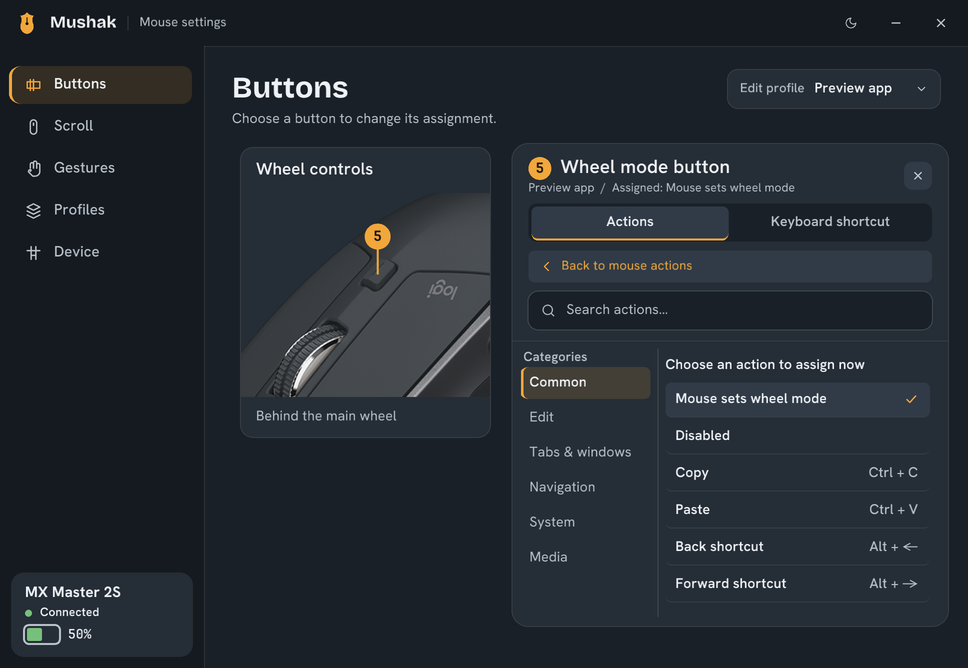 Mushak
Mouse settings
Buttons
Scroll
Gestures
Profiles
Device
MX Master 2S
Connected
50%
Buttons
Choose a button to change its assignment.
Edit profile Preview app
Wheel controls
5
logi
Behind the main wheel
5 Wheel mode button
Preview app / Assigned: Mouse sets wheel mode
Actions
Keyboard shortcut
Back to mouse actions
Search actions...
Categories
Common
Edit
Tabs & windows
Navigation
System
Media
Choose an action to assign now
Mouse sets wheel mode
Disabled
Copy Ctrl + C
Paste Ctrl + V
Back shortcut Alt + ←
Forward shortcut Alt + →